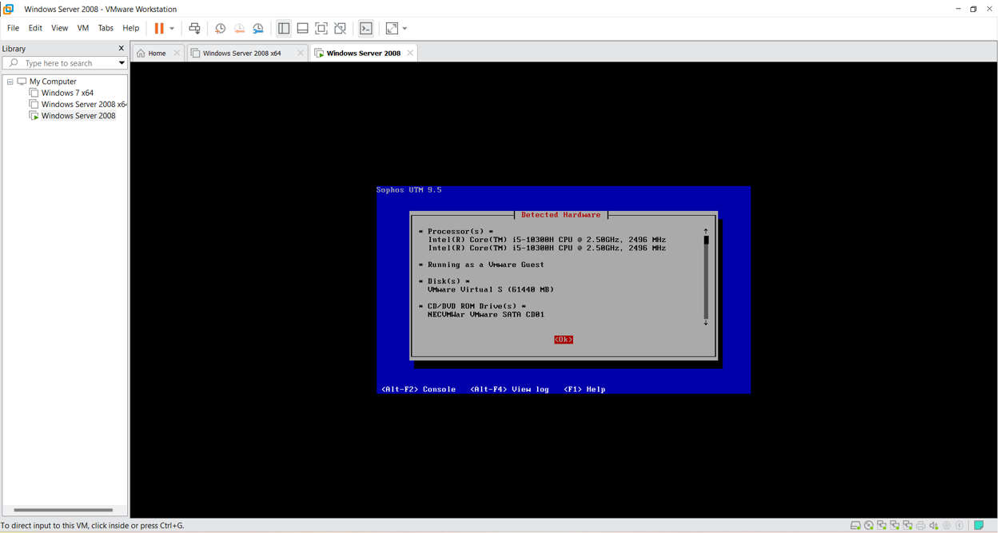 Windows Server 2008 - VMware Workstation
File Edit View VM Tabs Help
Library X
Type here to search
Home
Windows Server 2008 x64
Windows Server 2008
My Computer
Windows 7 x64
Windows Server 2008 x64
Windows Server 2008
Sophos UTM 9.5
Detected Hardware
* Processor(s) *
Intel(R) Core(TM) i5-10300H CPU @ 2.50GHz, 2496 MHz
Intel(R) Core(TM) i5-10300H CPU @ 2.50GHz, 2496 MHz
* Running as a Vmware Guest
* Disk(s) *
VMware Virtual S (61440 MB)
* CD/DVD ROM Drive(s) *
NECVMWar VMware SATA CD01
<Ok>
<Alt-F2> Console <Alt-F4> View log <F1> Help
To direct input to this VM, click inside or press Ctrl+G.